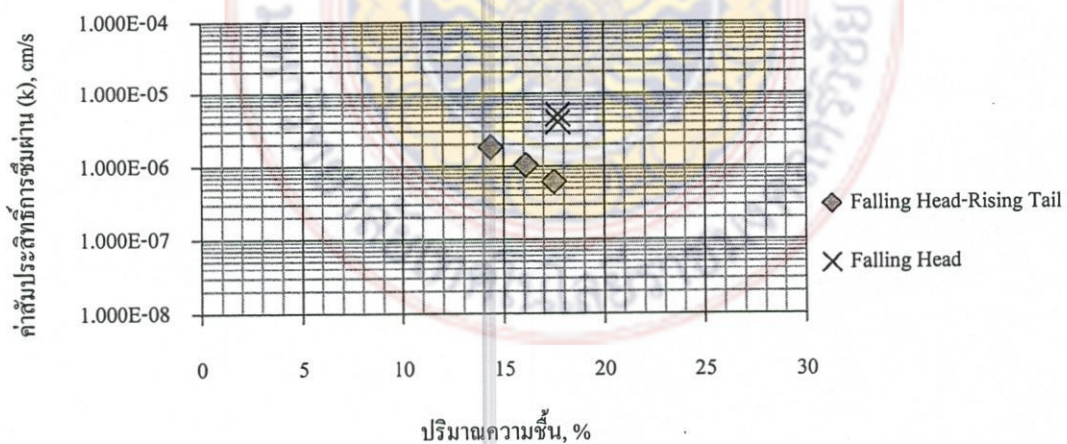 1.000E-04
1.000E-05
1.000E-06
1.000E-07
1.000E-08
ค่าสัมประสิทธิ์การซึมผ่าน (k), cm/s
0 5 10 15 20 25 30
ปริมาณความชื้น, %
Falling Head-Rising Tail
Falling Head